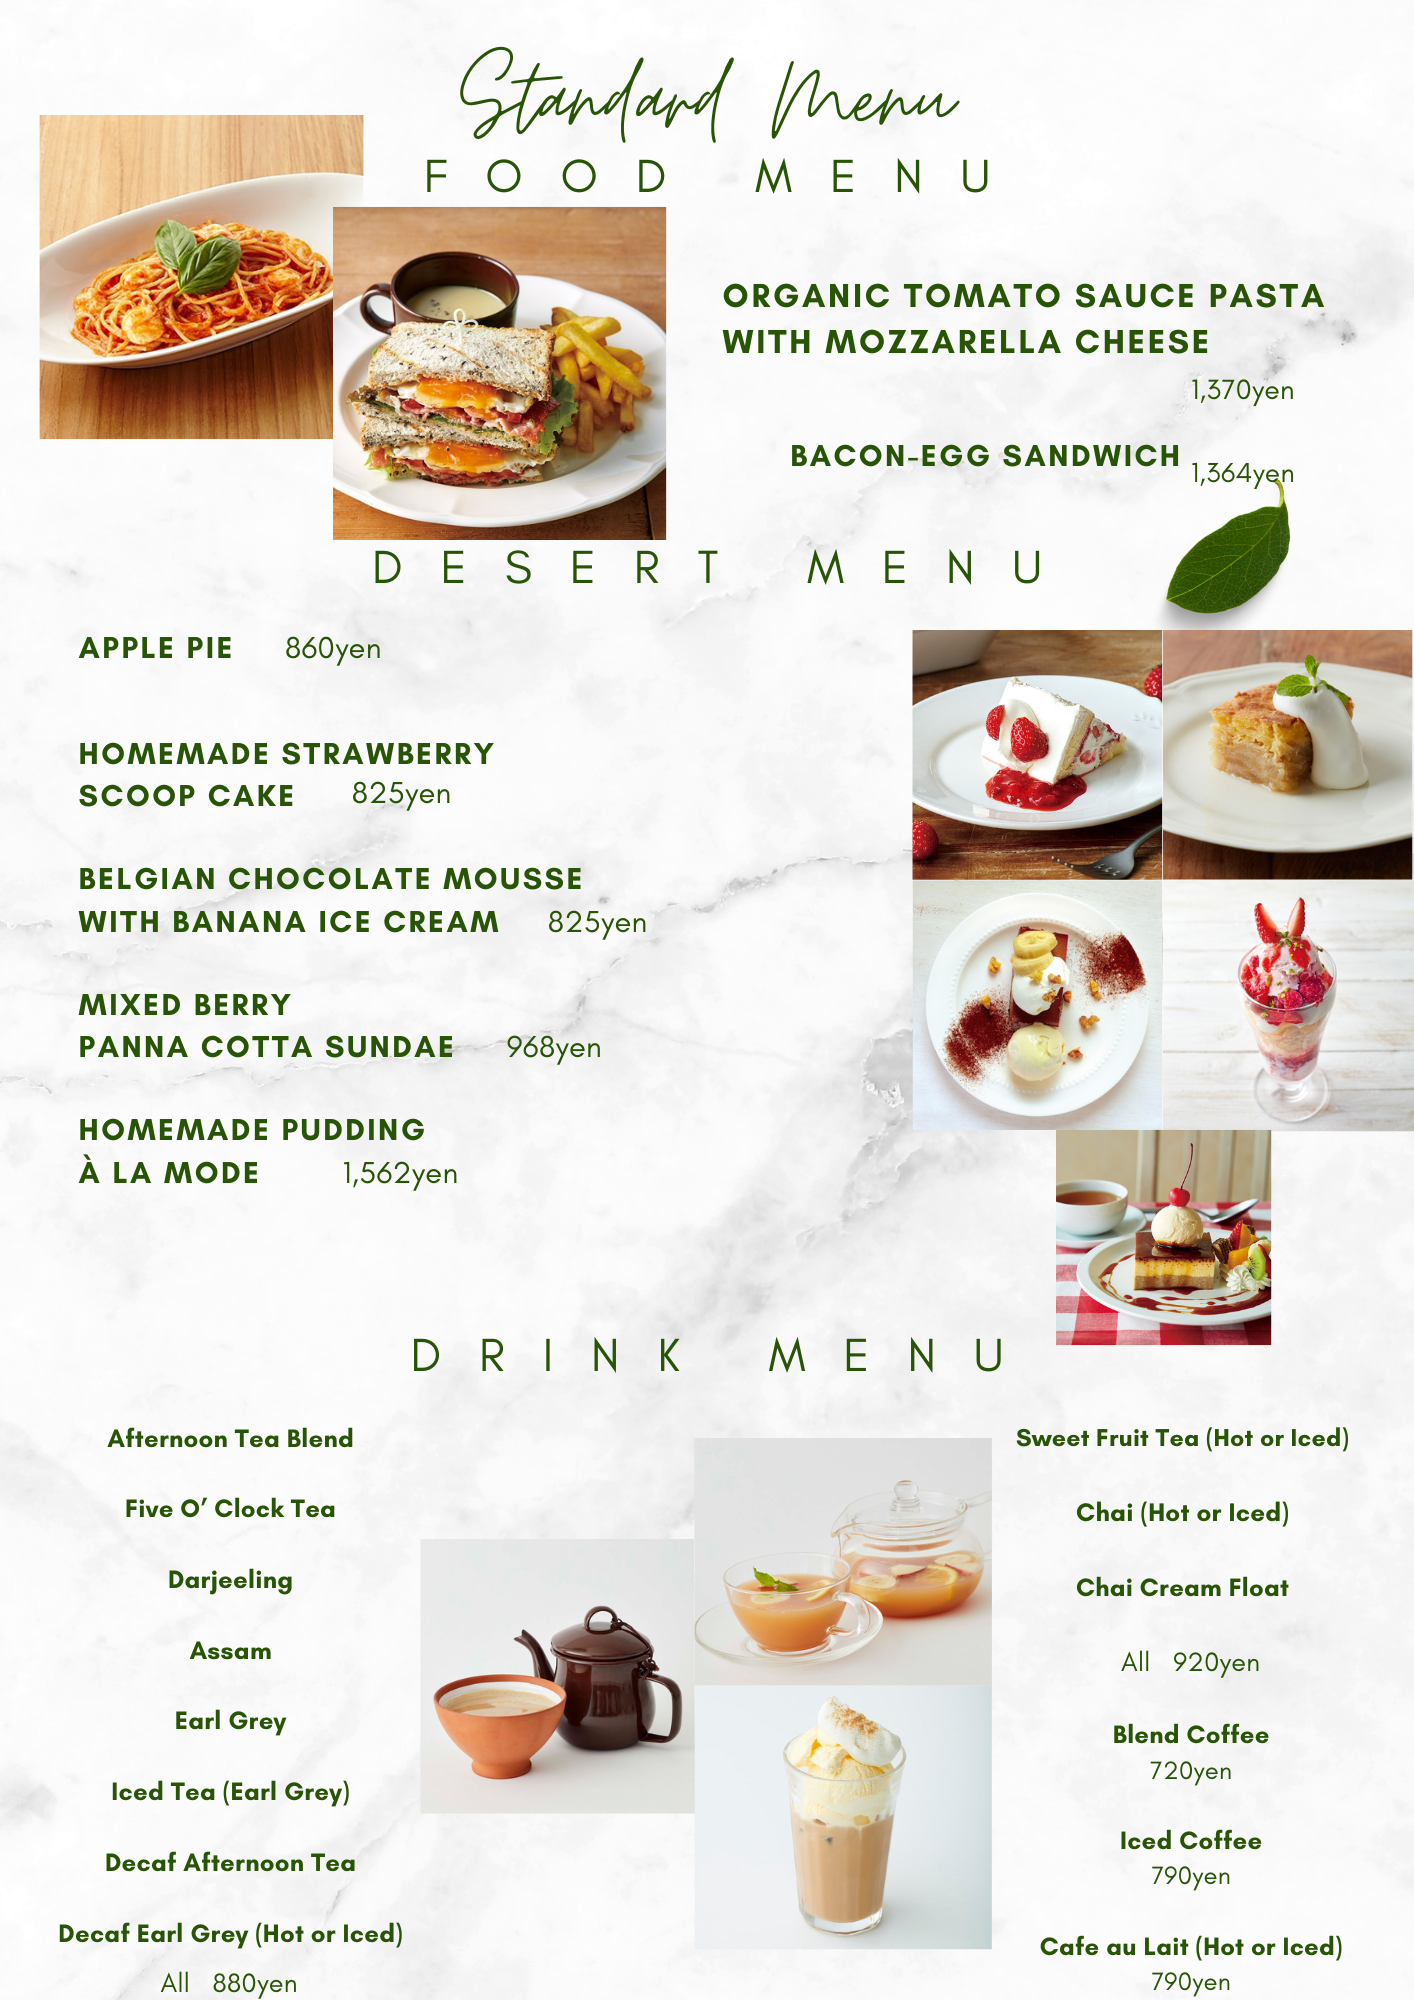 Standard Menu
FOOD MENU
ORGANIC TOMATO SAUCE PASTA
WITH MOZZARELLA CHEESE
1,370yen
BACON-EGG SANDWICH
1,364yen
DESERT MENU
APPLE PIE 860yen
HOMEMADE STRAWBERRY
SCOOP CAKE 825yen
BELGIAN CHOCOLATE MOUSSE
WITH BANANA ICE CREAM 825yen
MIXED BERRY
PANNA COTTA SUNDAE 968yen
HOMEMADE PUDDING
À LA MODE 1,562yen
DRINK MENU
Afternoon Tea Blend
Five O’ Clock Tea
Darjeeling
Assam
Earl Grey
Iced Tea (Earl Grey)
Decaf Afternoon Tea
Decaf Earl Grey (Hot or Iced)
All 880yen
Sweet Fruit Tea (Hot or Iced)
Chai (Hot or Iced)
Chai Cream Float
All 920yen
Blend Coffee
720yen
Iced Coffee
790yen
Cafe au Lait (Hot or Iced)
790yen